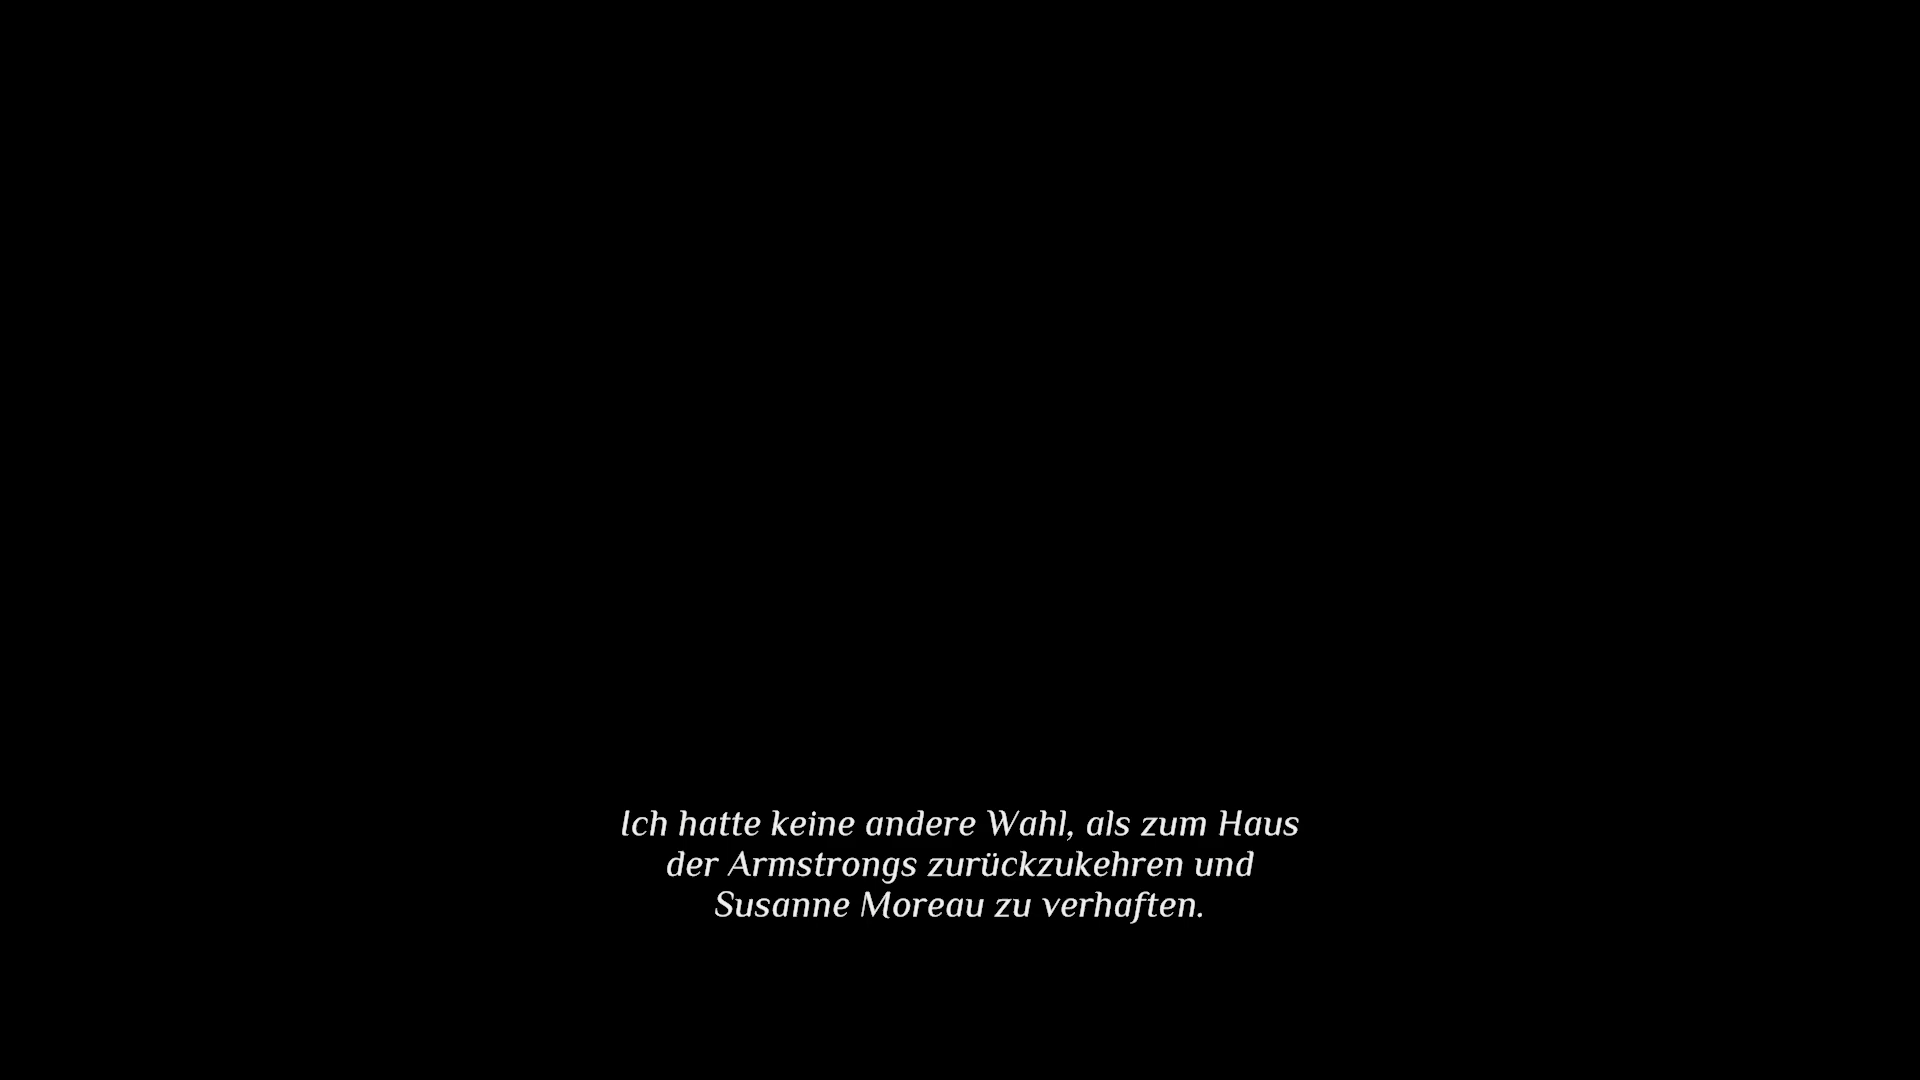 Ich hatte keine andere Wahl, als zum Haus
der Armstrongs zurückzukehren und
Susanne Moreau zu verhaften.